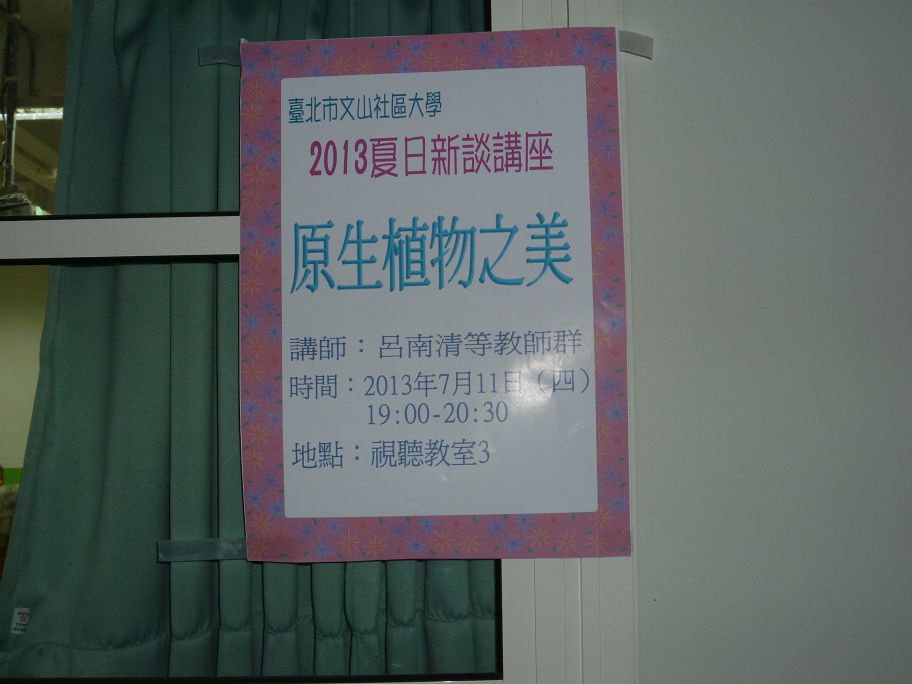 臺北市文山社區大學
2013夏日新談講座
原生植物之美
講師：呂南清等教師群
時間：2013年7月11日（四）
19:00-20:30
地點：視聽教室3